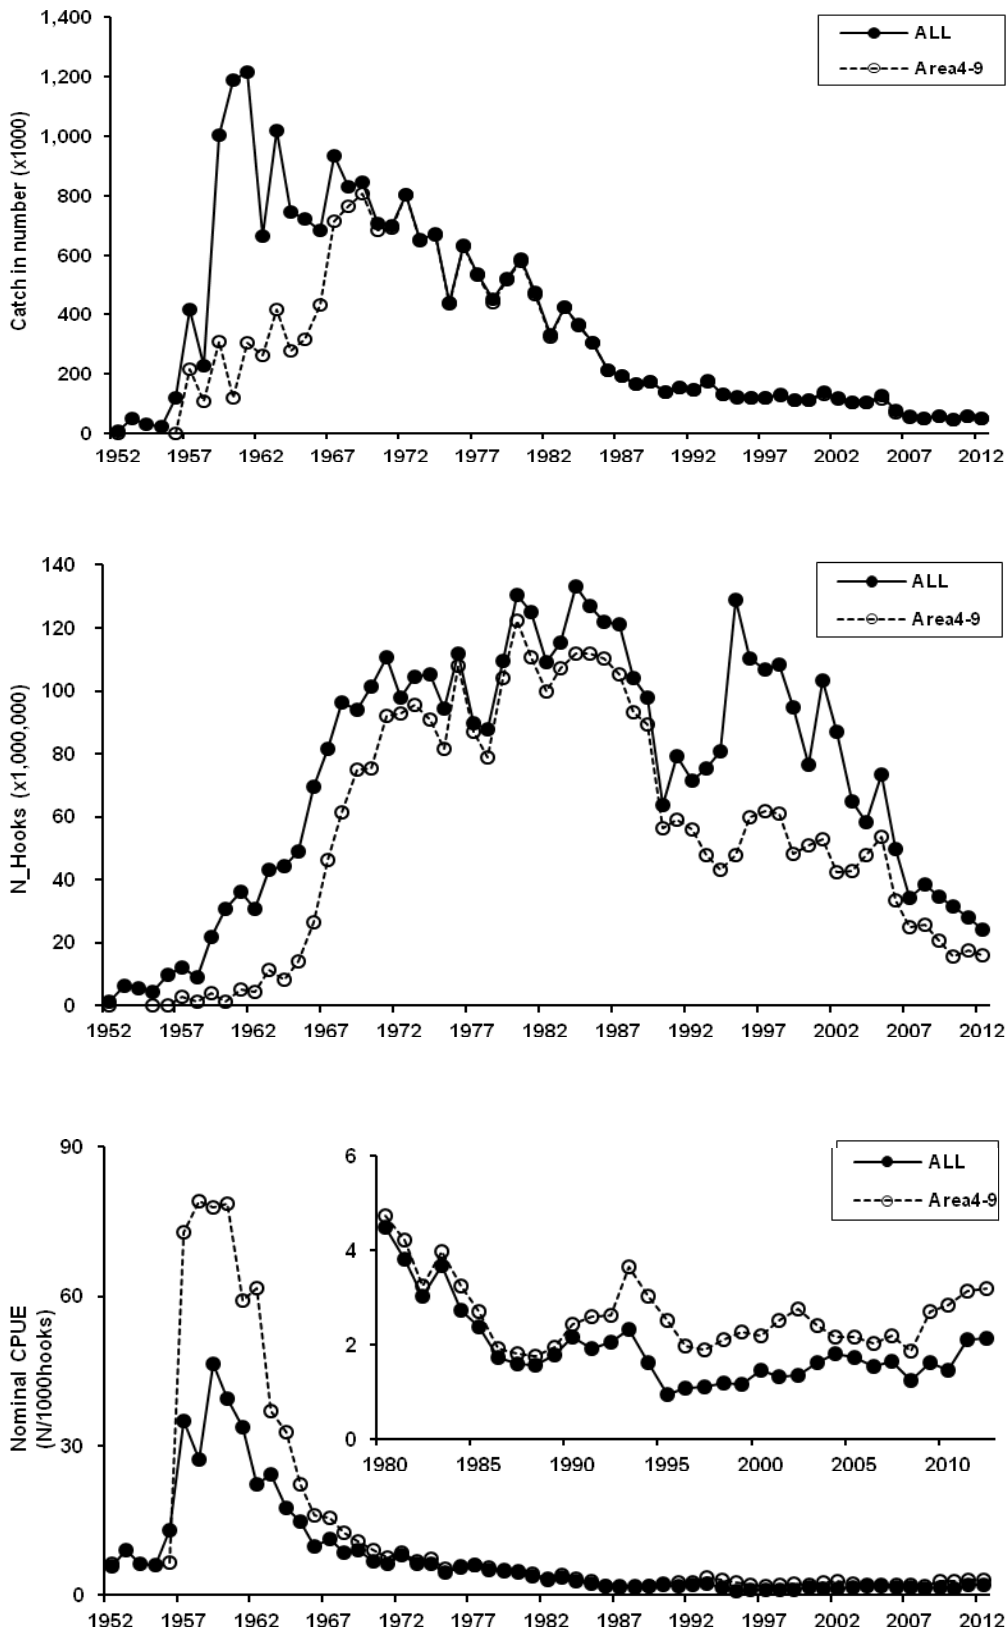 1,400
1,200
1,000
800
600
400
200
0
Catch in number (x1000)
ALL
Area4-9
1952 1957 1962 1967 1972 1977 1982 1987 1992 1997 2002 2007 2012
140
120
100
80
60
40
20
0
N_Hooks (x1,000,000)
ALL
Area4-9
1952 1957 1962 1967 1972 1977 1982 1987 1992 1997 2002 2007 2012
90
60
30
0
Nominal CPUE
(N/1000hooks)
6
4
2
0
1980 1985 1990 1995 2000 2005 2010
ALL
Area4-9
1952 1957 1962 1967 1972 1977 1982 1987 1992 1997 2002 2007 2012